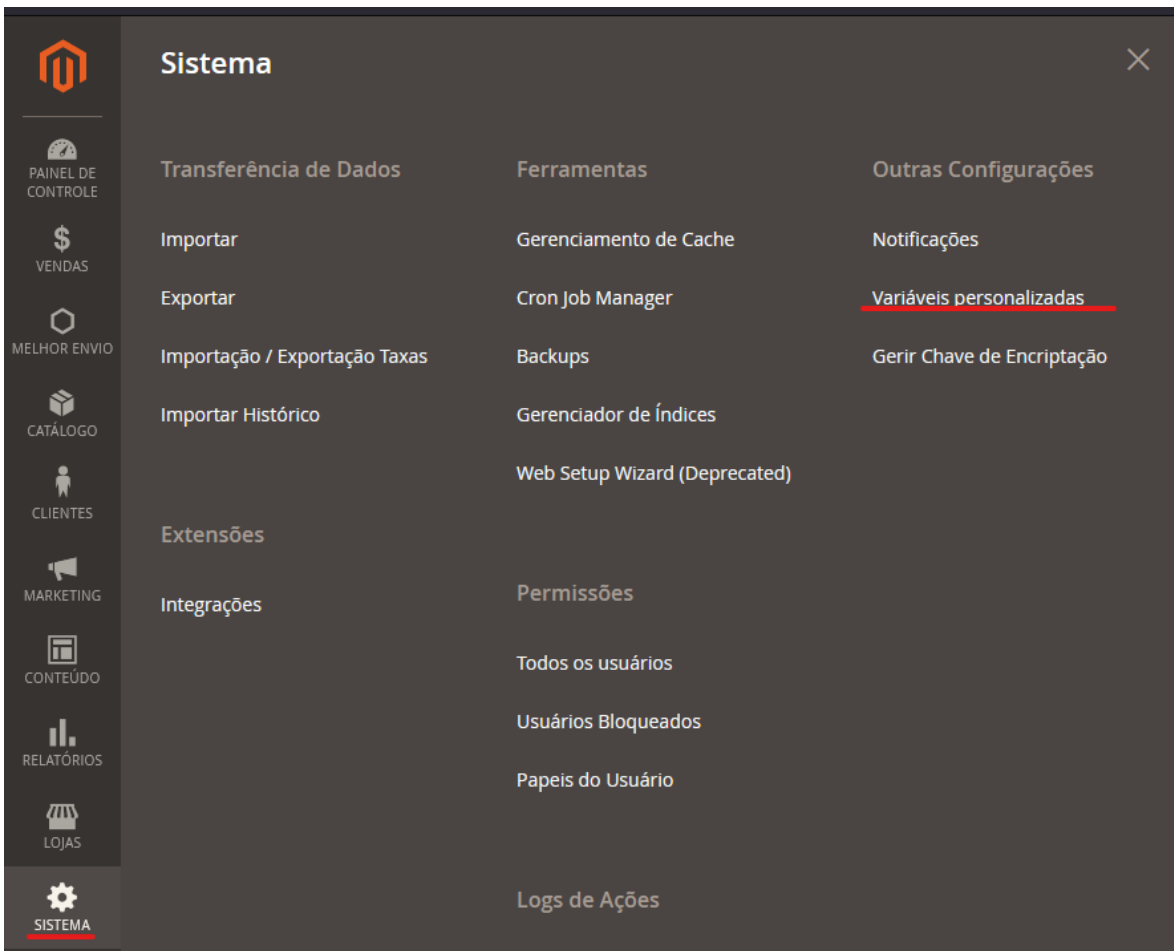 Sistema
PAINEL DE
CONTROLE
VENDAS
MELHOR ENVIO
CATÁLOGO
CLIENTES
MARKETING
CONTEÚDO
RELATÓRIOS
LOJAS
SISTEMA
Transferência de Dados
Importar
Exportar
Importação / Exportação Taxas
Importar Histórico
Extensões
Integrações
Ferramentas
Gerenciamento de Cache
Cron Job Manager
Backups
Gerenciador de Índices
Web Setup Wizard (Deprecated)
Permissões
Todos os usuários
Usuários Bloqueados
Papeis do Usuário
Logs de Ações
Outras Configurações
Notificações
Variáveis personalizadas
Gerir Chave de Encriptação